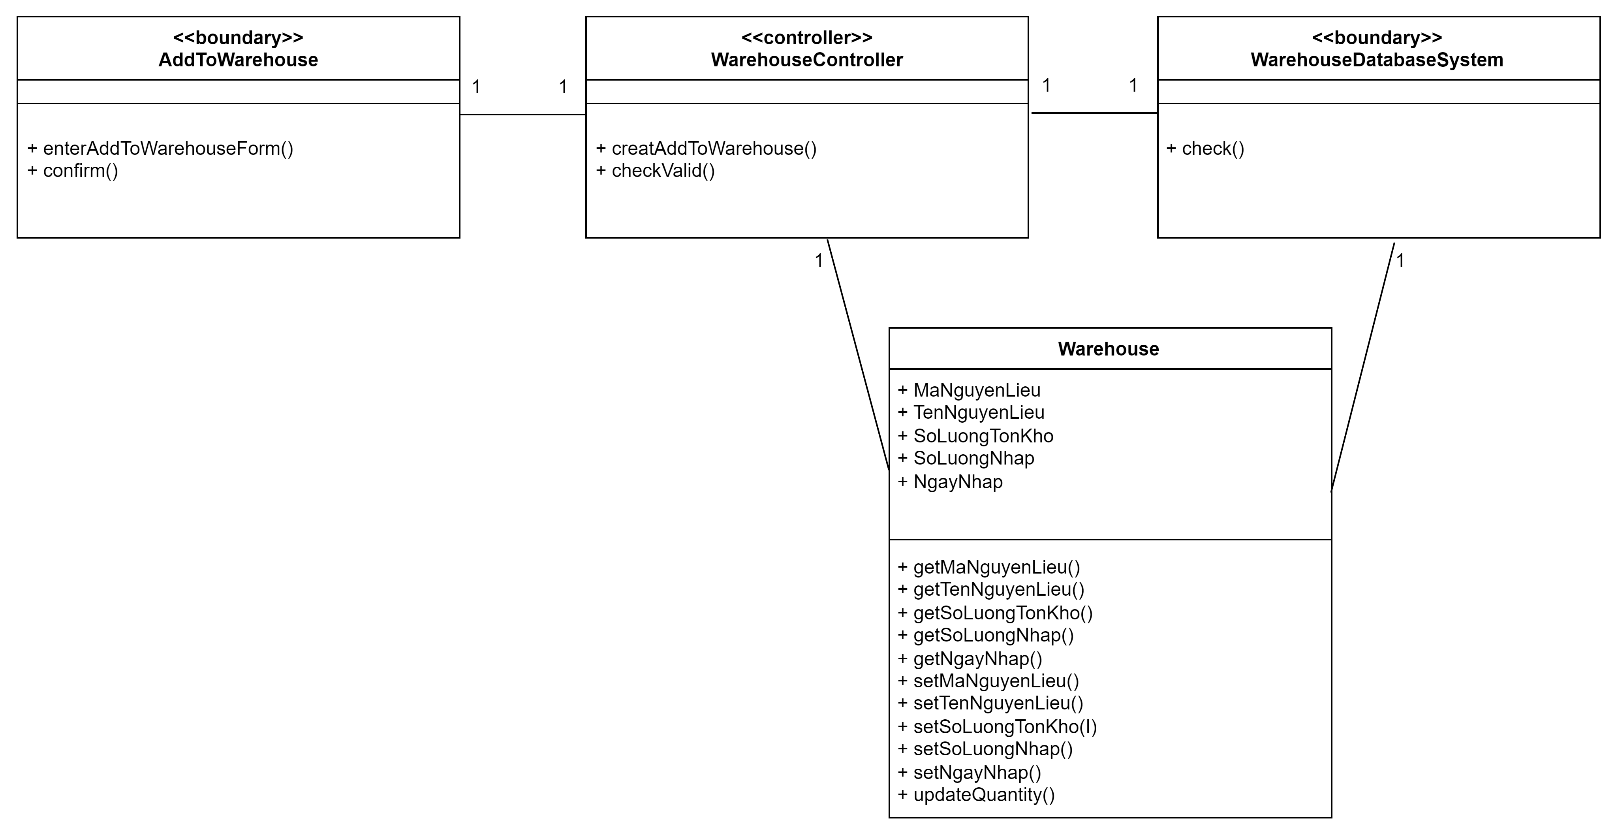 <<boundary>>
AddToWarehouse
+ enterAddToWarehouseForm()
+ confirm()
1
1
<<controller>>
WarehouseController
+ creatAddToWarehouse()
+ checkValid()
1
1
<<boundary>>
WarehouseDatabaseSystem
+ check()
1
1
Warehouse
+ MaNguyenLieu
+ TenNguyenLieu
+ SoLuongTonKho
+ SoLuongNhap
+ NgayNhap
+ getMaNguyenLieu()
+ getTenNguyenLieu()
+ getSoLuongTonKho()
+ getSoLuongNhap()
+ getNgayNhap()
+ setMaNguyenLieu()
+ setTenNguyenLieu()
+ setSoLuongTonKho(I)
+ setSoLuongNhap()
+ setNgayNhap()
+ updateQuantity()